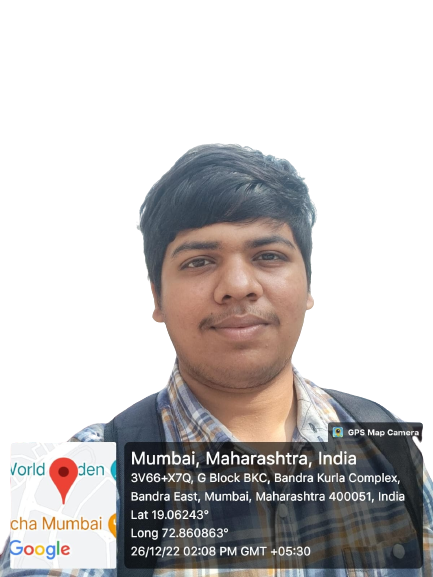 GPS Map Camera
World
den
cha Mumbai
Google
Mumbai, Maharashtra, India
3V66+X7Q, G Block BKC, Bandra Kurla Complex,
Bandra East, Mumbai, Maharashtra 400051, India
Lat 19.06243°
Long 72.860863°
26/12/22 02:08 PM GMT +05:30